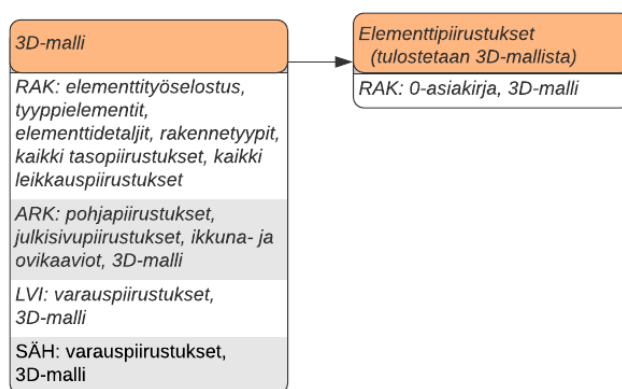 3D-malli
RAK: elementtityöselostus,
tyyppielementit,
elementtidetaljit, rakennetyypit,
kaikki tasopiirustukset, kaikki
leikkauspiirustukset
ARK: pohjapiirustukset,
julkisivupiirustukset, ikkuna- ja
ovikaaviot, 3D-malli
LVI: varauspiirustukset,
3D-malli
SÄH: varauspiirustukset,
3D-malli
Elementtipiirustukset
(tulostetaan 3D-mallista)
RAK: 0-asiakirja, 3D-malli